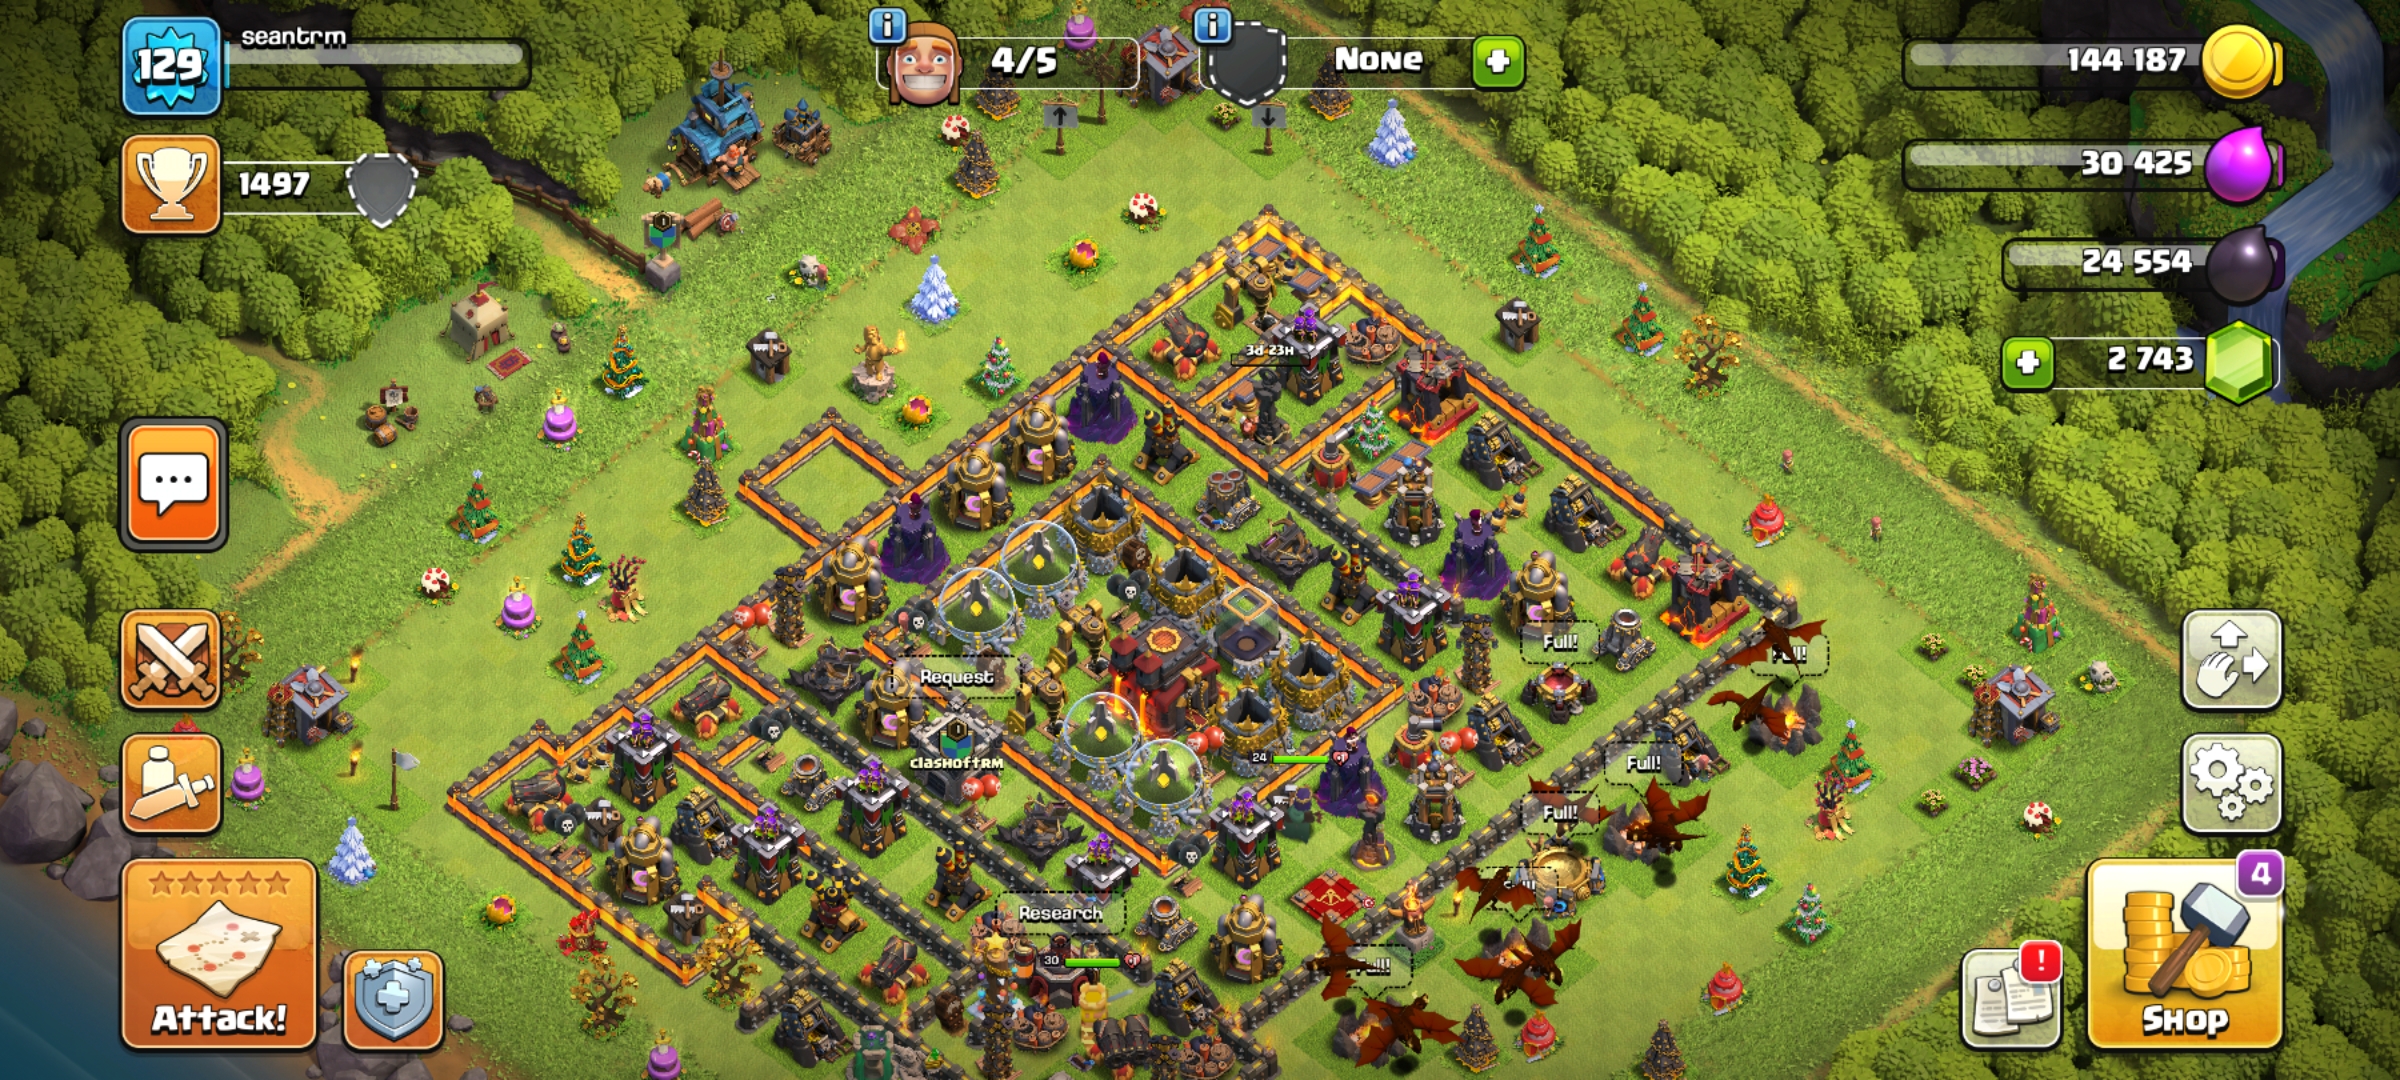 129
seantrm
4/5
None
144 187
1497
30 425
24 554
2 743
3d 23H
Full!
Full!
Request
clashoftRM
24
Full!
Full!
Research
30
Full!
4
Attack!
!
Shop